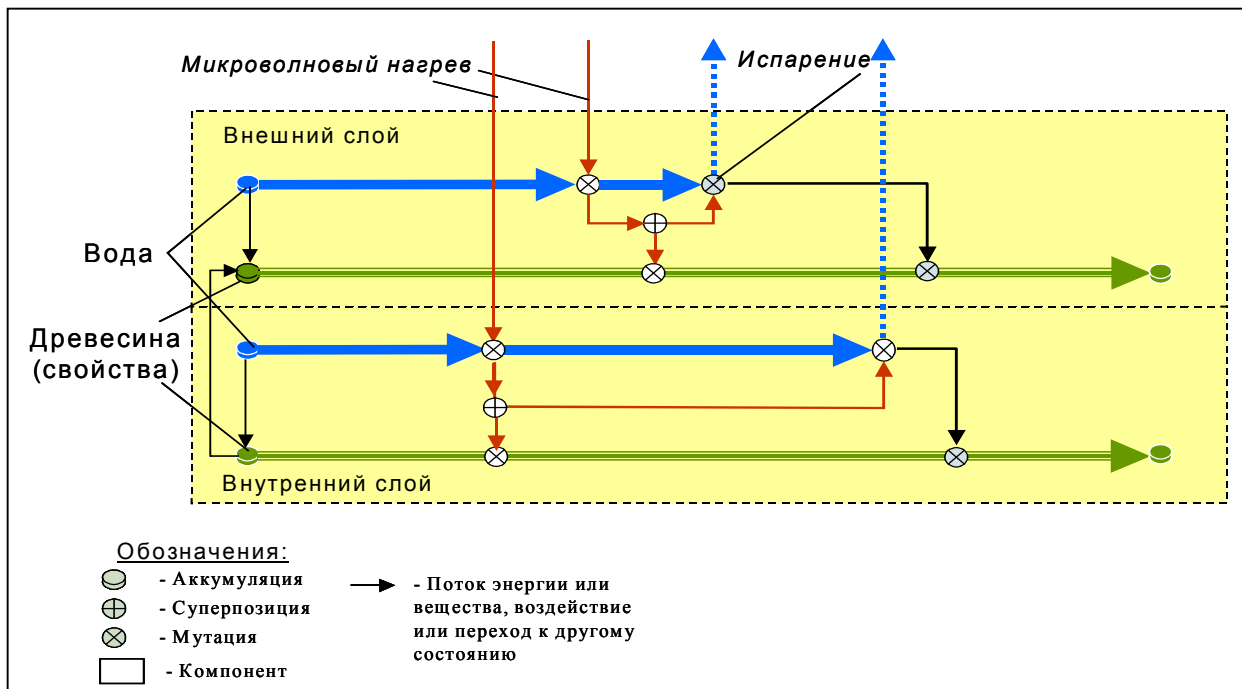 Микроволновый нагрев
Испарение
Внешний слой
Вода
Древесина
(свойства)
Внутренний слой
Обозначения:
- Аккумуляция
- Суперпозиция
- Мутация
- Компонент
- Поток энергии или
вещества, воздействие
или переход к другому
состоянию